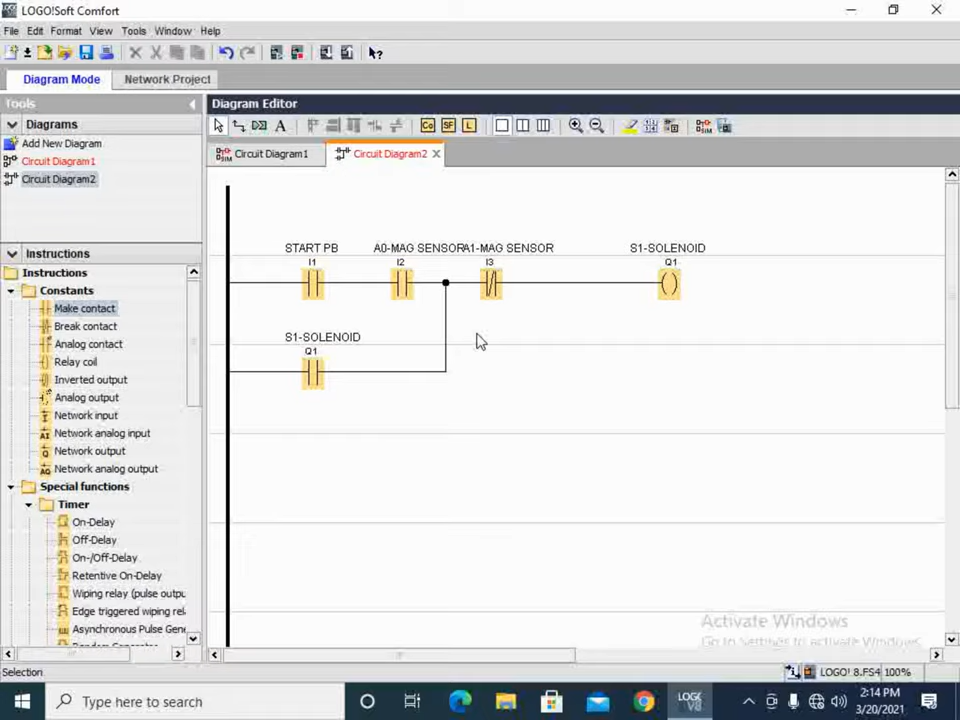 LOGO!Soft Comfort
File Edit Format View Tools Window Help
Diagram Mode Network Project
Tools
Diagrams
Add New Diagram
Circuit Diagram1
Circuit Diagram2
Instructions
Instructions
Constants
Make contact
Break contact
Analog contact
Relay coil
Inverted output
Analog output
Network input
Network analog input
Network output
Network analog output
Special functions
Timer
On-Delay
Off-Delay
On-/Off-Delay
Retentive On-Delay
Wiping relay (pulse outpu
Edge triggered wiping rel
Asynchronous Pulse Gene
Diagram Editor
A Co SF L
Circuit Diagram1 Circuit Diagram2
START PB A0-MAG SENSOR A1-MAG SENSOR S1-SOLENOID
I1 I2 I3 Q1
S1-SOLENOID
Q1
Activate Windows
Go to Settings to activate Windows.
Selection LOGO! 8.FS4 100%
Type here to search
2:14 PM
3/20/2021